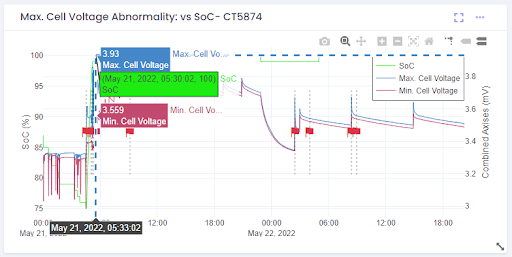 Max. Cell Voltage Abnormality: vs SoC- CT5874
3.93
Max. Cell Voltage
Max. Cell Vo...
(May 21, 2022, 05:30:02, 100)
SoC
SoC
3.559
Min. Cell Voltage
Min. Cell Vo...
SoC
Max. Cell Voltage
Min. Cell Voltage
100
95
90
85
80
75
SoC (%)
3.8
3.6
3.4
3.2
3
Combined Axises (mV)
00:00
May 21, 2022
May 21, 2022, 05:33:02
12:00
18:00
00:00
May 22, 2022
06:00
12:00
18:00